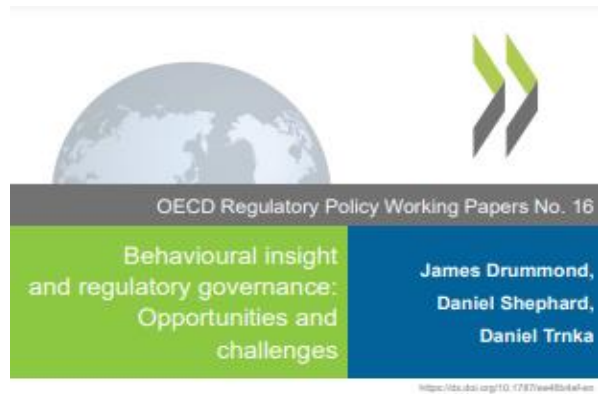 OECD Regulatory Policy Working Papers No. 16
Behavioural insight
and regulatory governance:
Opportunities and
challenges
James Drummond,
Daniel Shephard,
Daniel Trnka